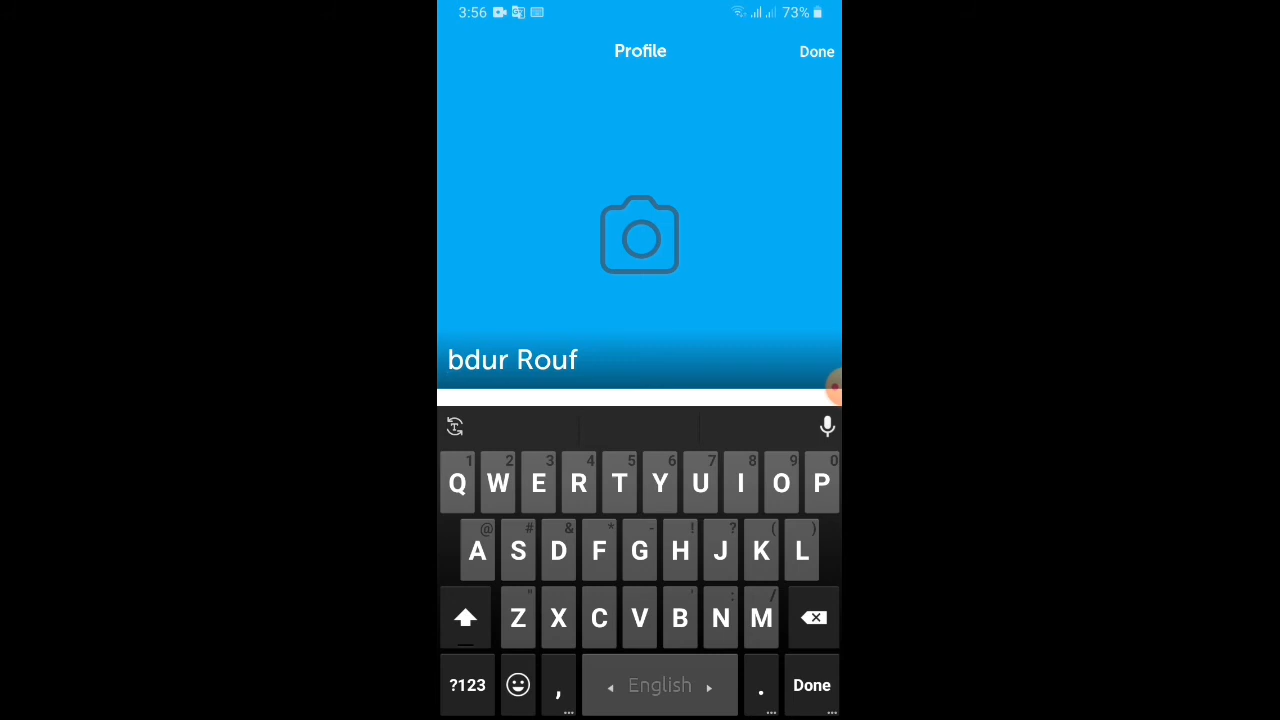 3:56 73%
Profile Done
bdur Rouf
1 2 3 4 5 6 7 8 9 0
Q W E R T Y U I O P
@ # & * - ! ? ( )
A S D F G H J K L
" ' : /
Z X C V B N M
?123 , English . Done